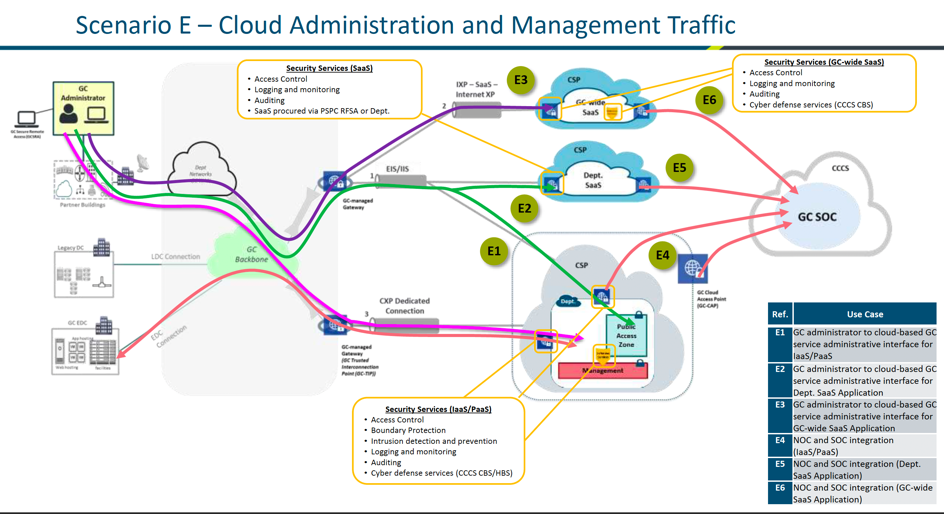 Scenario E – Cloud Administration and Management Traffic
GC
Administrator
GC Secure Remote
Access (GCSRA)
Partner Buildings
Legacy DC
GC EDC
App hosting
Web hosting
Dept
Networks
LDC Connection
EDC
Connection
GC
Backbone
Security Services (SaaS)
• Access Control
• Logging and monitoring
• Auditing
• SaaS procured via PSPC RFSA or Dept.
GC-managed
Gateway
IXP – SaaS –
Internet XP
2
EIS/IIS
1
CXP Dedicated
Connection
3
GC-managed
Gateway
(GC Trusted
Interconnection
Point (GC-TIP))
E3
CSP
GC-wide
SaaS
E6
CSP
Dept.
SaaS
E5
E2
E1
CSP
Dept.
Public
Access
Zone
Management
E4
GC Cloud
Access Point
(GC-CAP)
Security Services (GC-wide SaaS)
• Access Control
• Logging and monitoring
• Auditing
• Cyber defense services (CCCS CBS)
CCCS
GC SOC
Security Services (IaaS/PaaS)
• Access Control
• Boundary Protection
• Intrusion detection and prevention
• Logging and monitoring
• Auditing
• Cyber defense services (CCCS CBS/HBS)
Ref. Use Case
E1 GC administrator to cloud-based GC
service administrative interface for
IaaS/PaaS
E2 GC administrator to cloud-based GC
service administrative interface for
Dept. SaaS Application
E3 GC administrator to cloud-based GC
service administrative interface for
GC-wide SaaS Application
E4 NOC and SOC integration
(IaaS/PaaS)
E5 NOC and SOC integration (Dept.
SaaS Application)
E6 NOC and SOC integration (GC-wide
SaaS Application)